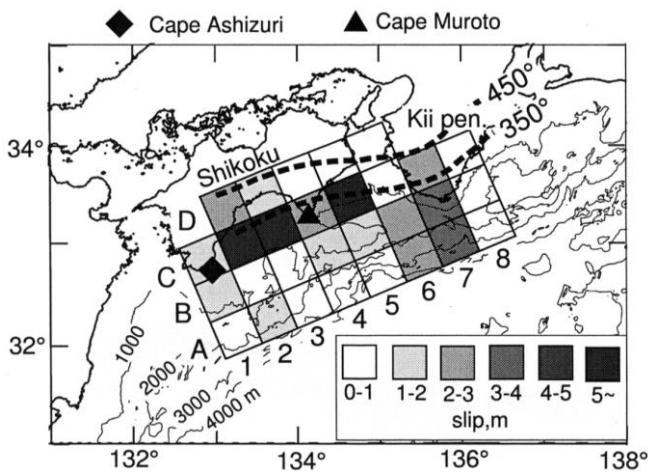 Cape Ashizuri
Cape Muroto
450°
350°
Kii pen.
Shikoku
34°
D
C
B
A
1
2
3
4
5
6
7
8
32°
1000
2000
3000
4000 m
0-1 1-2 2-3 3-4 4-5 5~
slip,m
132° 134° 136° 138°